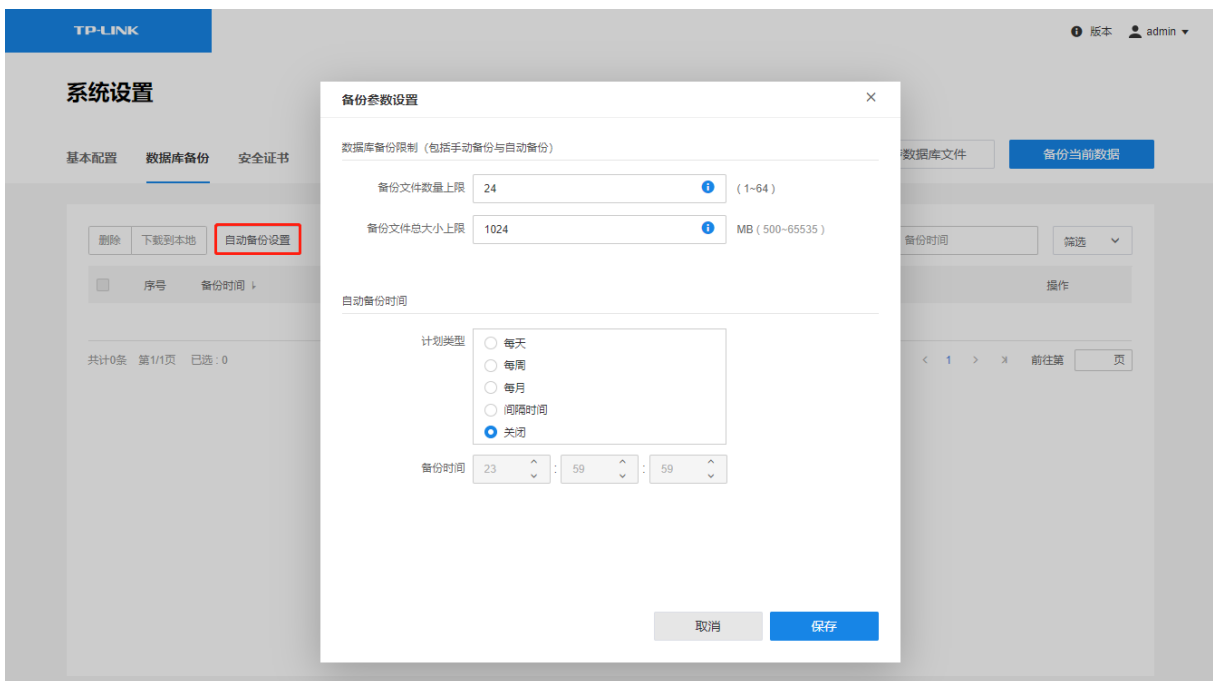 TP-LINK
版本 admin
系统设置
备份参数设置
基本配置 数据库备份 安全证书
数据库文件 备份当前数据
数据库备份限制（包括手动备份与自动备份）
备份文件数量上限 24 ( 1~64 )
备份文件总大小上限 1024 MB ( 500~65535 )
删除 下载到本地 自动备份设置
备份时间 筛选
序号 备份时间 操作
自动备份时间
计划类型
每天
每周
每月
间隔时间
关闭
共计0条 第1/1页 已选 : 0
1 前往第 页
备份时间 23 : 59 : 59
取消 保存